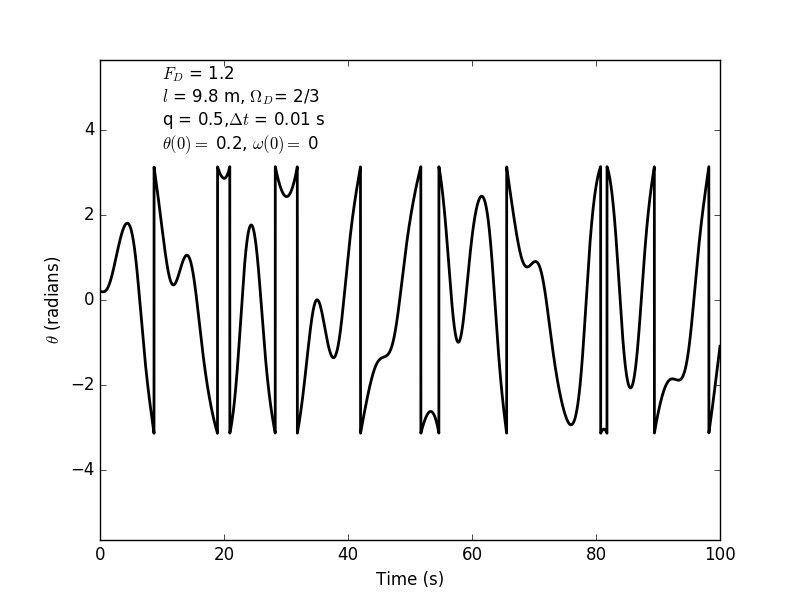 F_D = 1.2
l = 9.8 m, Ω_D= 2/3
q = 0.5,Δt = 0.01 s
θ(0) = 0.2, ω(0) = 0
4
2
0
−2
−4
θ (radians)
0 20 40 60 80 100
Time (s)